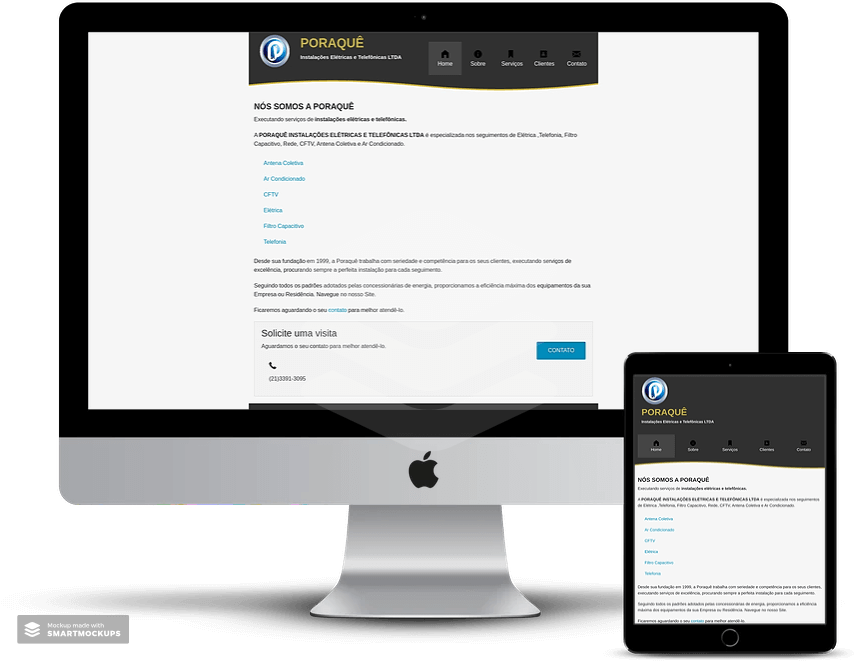 PORAQUÊ
Instalações Elétricas e Telefônicas LTDA
Home Sobre Serviços Clientes Contato
NÓS SOMOS A PORAQUÊ
Executando serviços de instalações elétricas e telefônicas.
A PORAQUÊ INSTALAÇÕES ELÉTRICAS E TELEFÔNICAS LTDA é especializada nos seguimentos de Elétrica ,Telefonia, Filtro
Capacitivo, Rede, CFTV, Antena Coletiva e Ar Condicionado.
Antena Coletiva
Ar Condicionado
CFTV
Elétrica
Filtro Capacitivo
Telefonia
Desde sua fundação em 1999, a Poraquê trabalha com seriedade e competência para os seus clientes, executando serviços de
excelência, procurando sempre a perfeita instalação para cada seguimento.
Seguindo todos os padrões adotados pelas concessionárias de energia, proporcionamos a eficiência máxima dos equipamentos da sua
Empresa ou Residência. Navegue no nosso Site.
Ficaremos aguardando o seu contato para melhor atendê-lo.
Solicite uma visita
Aguardamos o seu contato para melhor atendê-lo.
CONTATO
(21)3391-3095
PORAQUÊ
Instalações Elétricas e Telefônicas LTDA
Home Sobre Serviços Clientes Contato
NÓS SOMOS A PORAQUÊ
Executando serviços de instalações elétricas e telefônicas.
A PORAQUÊ INSTALAÇÕES ELÉTRICAS E TELEFÔNICAS LTDA é especializada nos seguimentos
de Elétrica ,Telefonia, Filtro Capacitivo, Rede, CFTV, Antena Coletiva e Ar Condicionado.
Antena Coletiva
Ar Condicionado
CFTV
Elétrica
Filtro Capacitivo
Telefonia
Desde sua fundação em 1999, a Poraquê trabalha com seriedade e competência para os seus clientes,
executando serviços de excelência, procurando sempre a perfeita instalação para cada seguimento.
Seguindo todos os padrões adotados pelas concessionárias de energia, proporcionamos a eficiência
máxima dos equipamentos da sua Empresa ou Residência. Navegue no nosso Site.
Ficaremos aguardando o seu contato para melhor atendê-lo.
Mockup made with
SMARTMOCKUPS